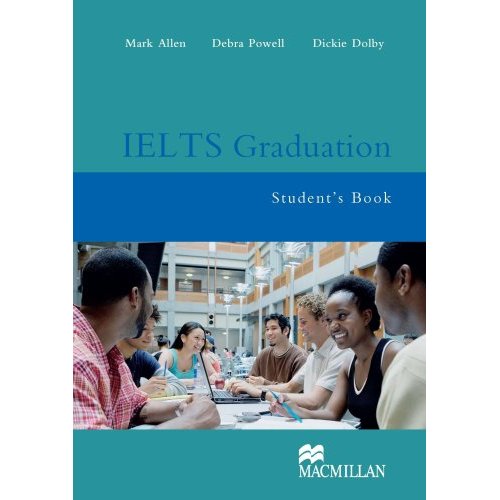 Mark Allen Debra Powell Dickie Dolby
IELTS Graduation
Student's Book
MACMILLAN